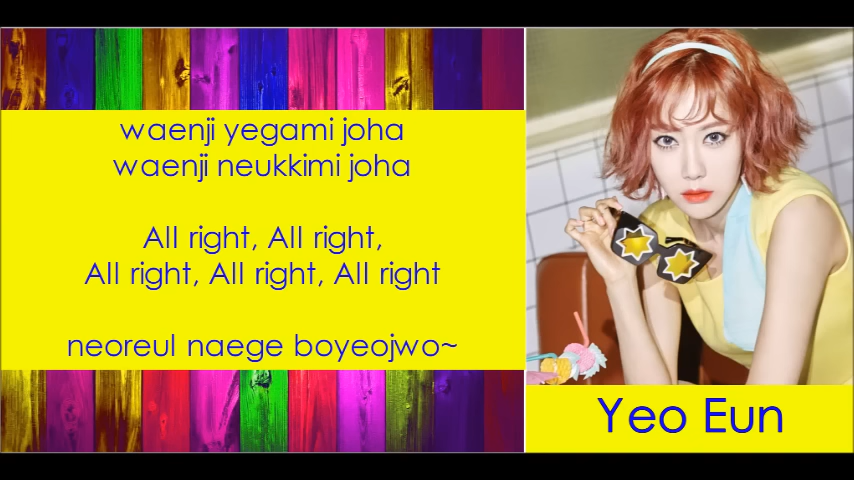 waenji yegami joha
waenji neukkimi joha
All right, All right,
All right, All right, All right
neoreul naege boyeojwo~
Yeo Eun